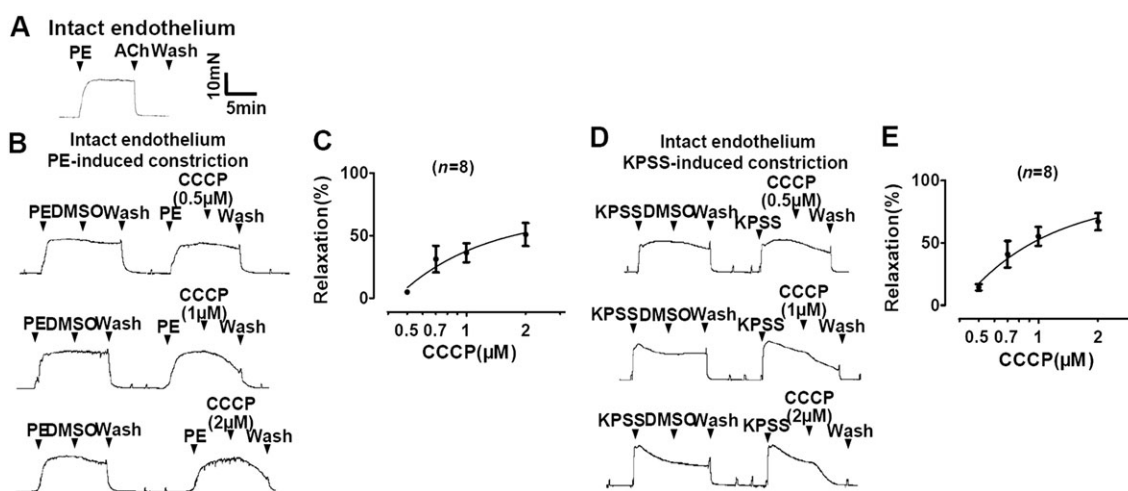 A
Intact endothelium
PE ACh Wash
10mN
5min
B
Intact endothelium
PE-induced constriction
CCCP
(0.5μM)
PE DMSO Wash PE Wash
CCCP
(1μM)
PE DMSO Wash PE Wash
CCCP
(2μM)
PE DMSO Wash PE Wash
C
(n=8)
Relaxation(%)
100
50
0
0.5 0.7 1 2
CCCP(μM)
D
Intact endothelium
KPSS-induced constriction
CCCP
(0.5μM)
KPSS DMSO Wash KPSS Wash
CCCP
(1μM)
KPSS DMSO Wash KPSS Wash
CCCP
(2μM)
KPSS DMSO Wash KPSS Wash
E
(n=8)
Relaxation(%)
100
50
0
0.5 0.7 1 2
CCCP(μM)